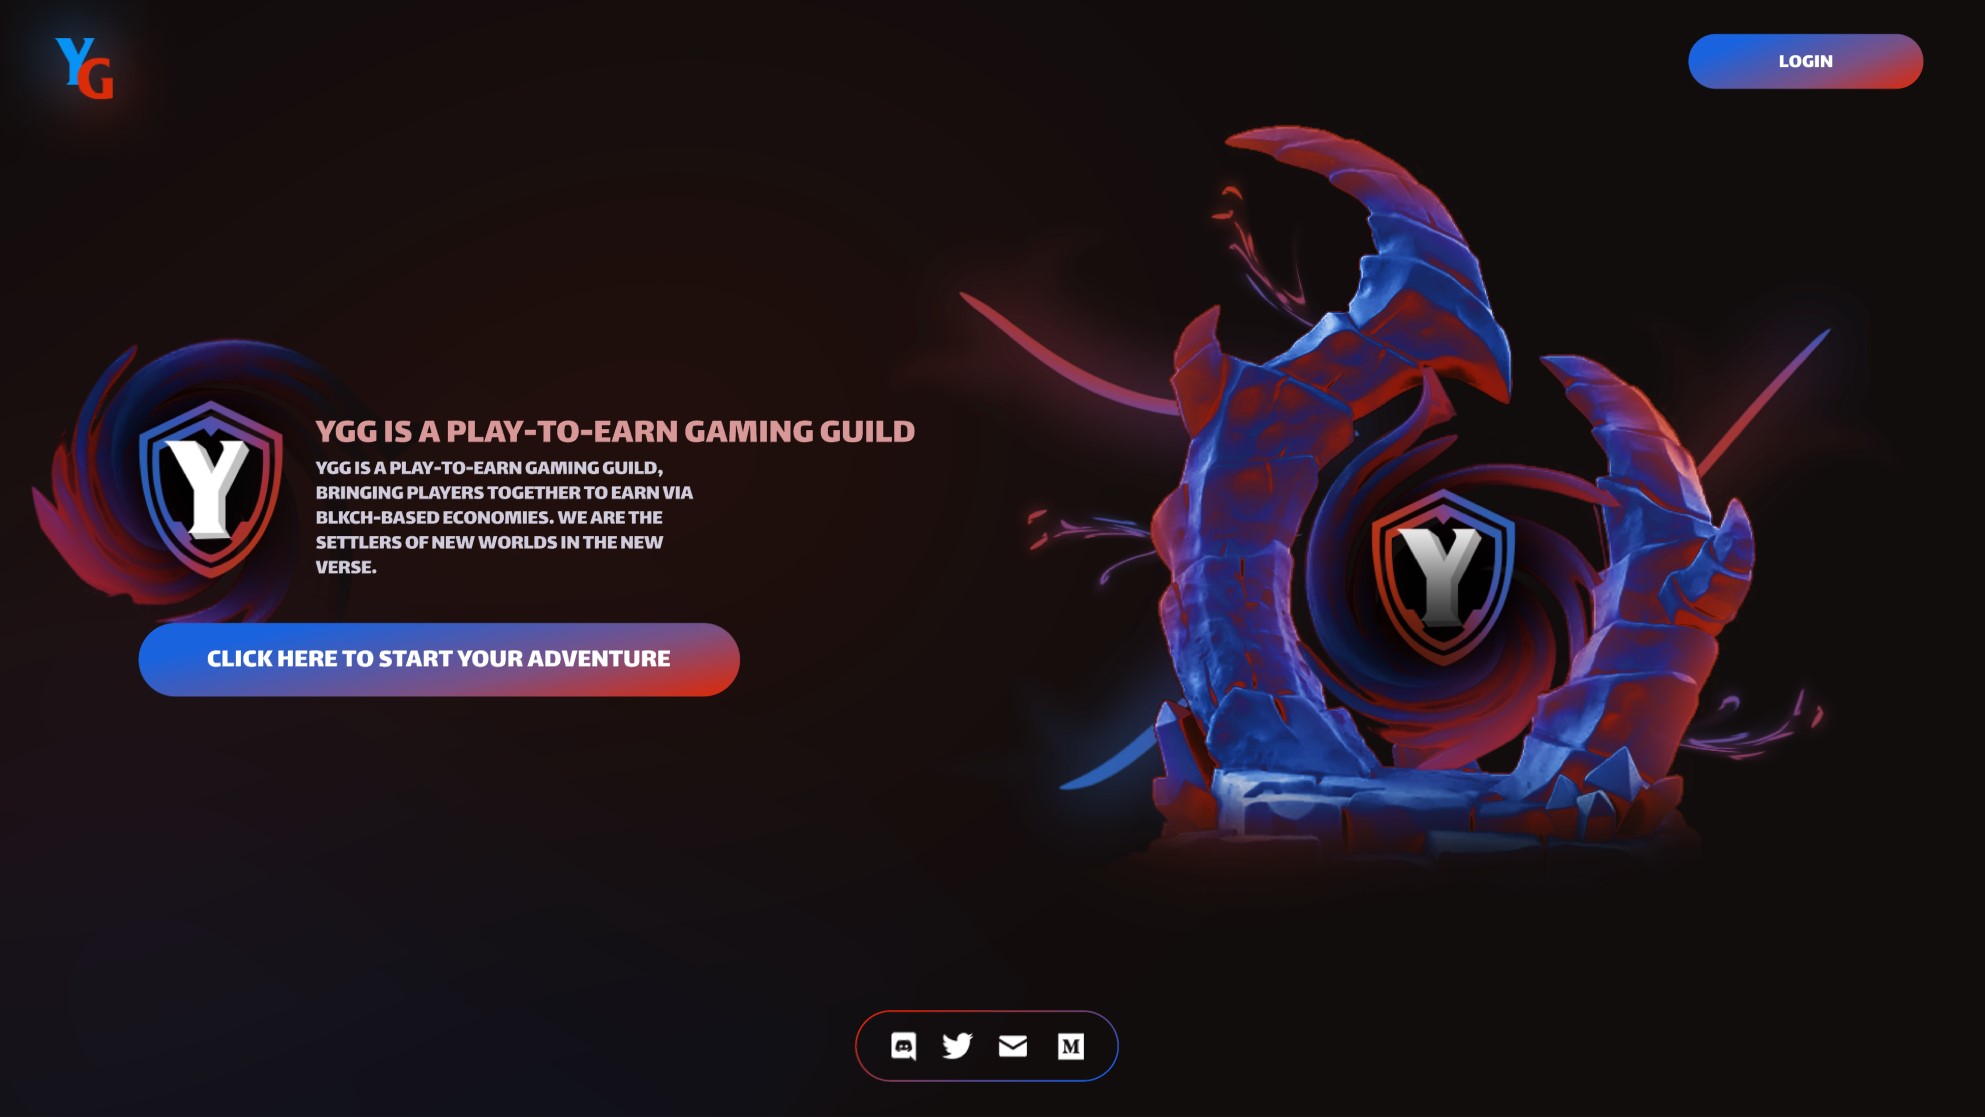 YG
LOGIN
YGG IS A PLAY-TO-EARN GAMING GUILD
YGG IS A PLAY-TO-EARN GAMING GUILD,
BRINGING PLAYERS TOGETHER TO EARN VIA
BLKCH-BASED ECONOMIES. WE ARE THE
SETTLERS OF NEW WORLDS IN THE NEW
VERSE.
Y
Y
CLICK HERE TO START YOUR ADVENTURE
M